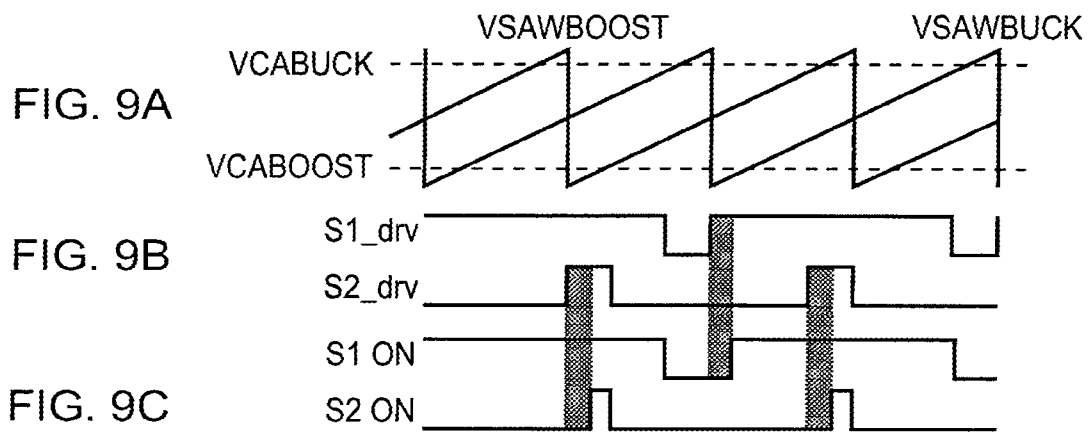 VSAWBOOST VSAWBUCK
VCABUCK
FIG. 9A
VCABOOST
S1_drv
FIG. 9B
S2_drv
S1 ON
FIG. 9C
S2 ON